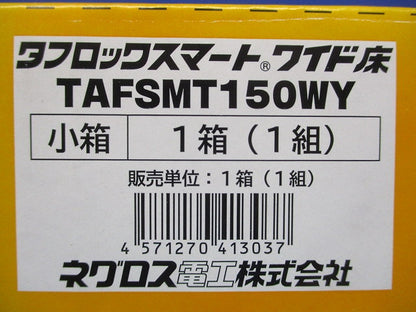 タフロックスマート®ワイド床
TAFSMT150WY
小箱 1箱(1組)
販売単位:1箱(1組)
4 571270 413037
ネグロス電工株式会社